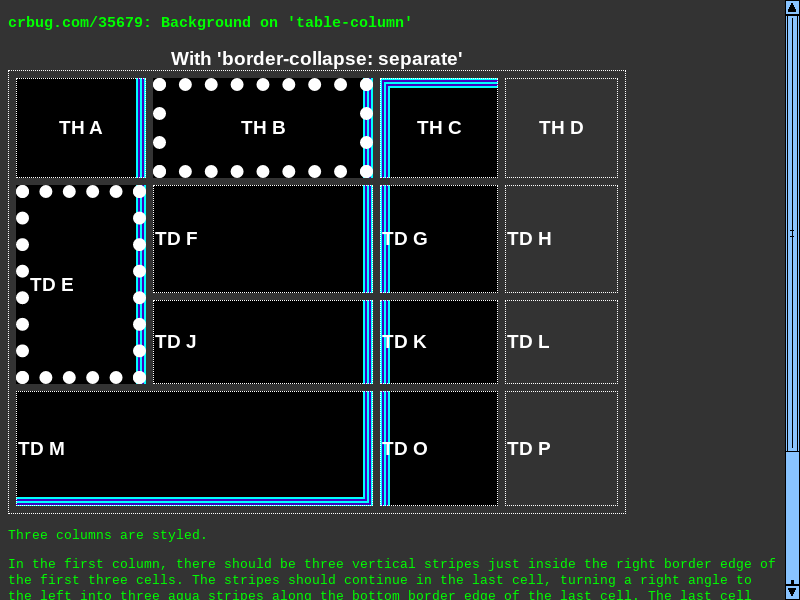 crbug.com/35679: Background on 'table-column'
With 'border-collapse: separate'
TH A TH B TH C TH D
TD E TD F TD G TD H
TD J TD K TD L
TD M TD O TD P
Three columns are styled.
In the first column, there should be three vertical stripes just inside the right border edge of
the first three cells. The stripes should continue in the last cell, turning a right angle to
the left into three aqua stripes along the bottom border edge of the last cell. The last cell